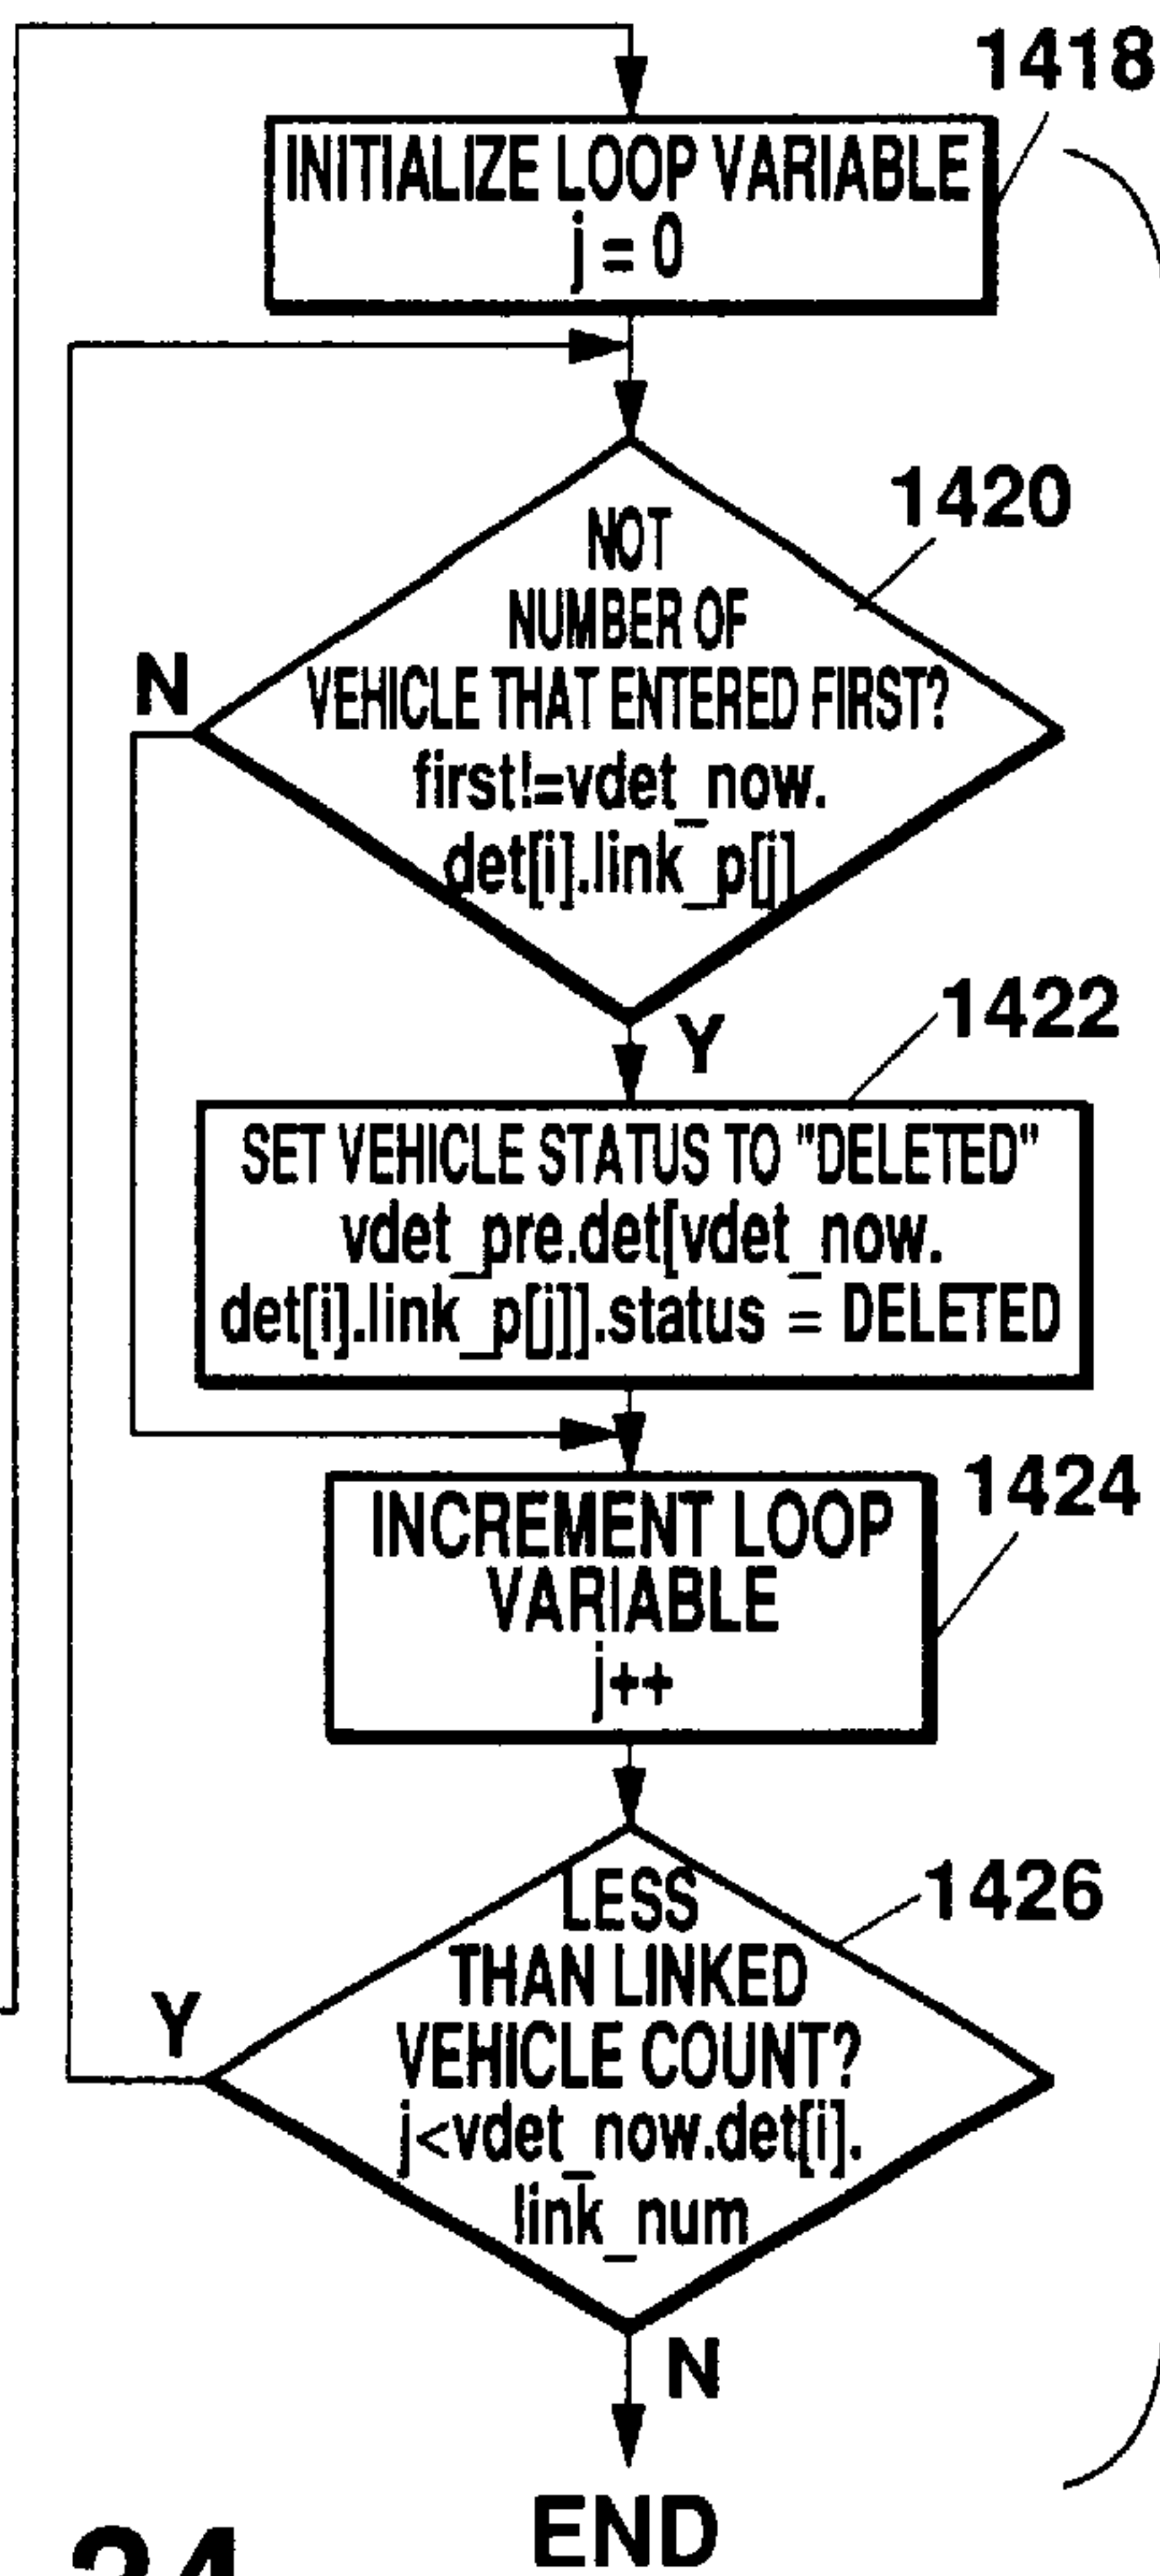 1418
INITIALIZE LOOP VARIABLE
j = 0
1420
NOT
NUMBER OF
VEHICLE THAT ENTERED FIRST?
first!=vdet_now.
det[i].link_p[j]
N
Y
1422
SET VEHICLE STATUS TO "DELETED"
vdet_pre.det[vdet_now.
det[i].link_p[j]].status = DELETED
1424
INCREMENT LOOP
VARIABLE
j++
1426
LESS
THAN LINKED
VEHICLE COUNT?
j<vdet_now.det[i].
link_num
Y
N
END
24